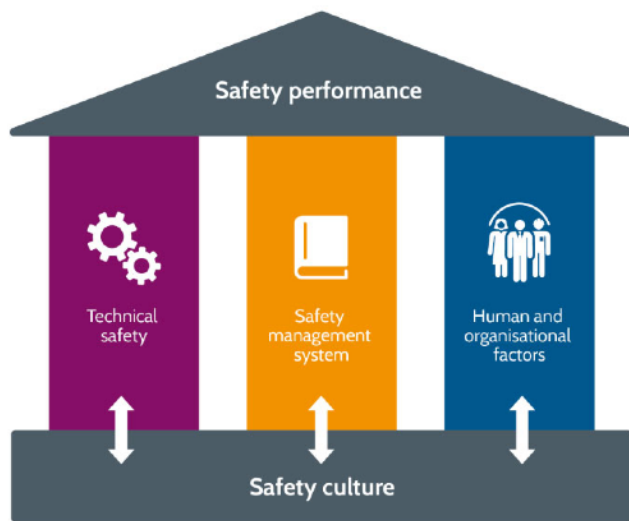 Safety performance
Technical
safety
Safety
management
system
Human and
organisational
factors
Safety culture